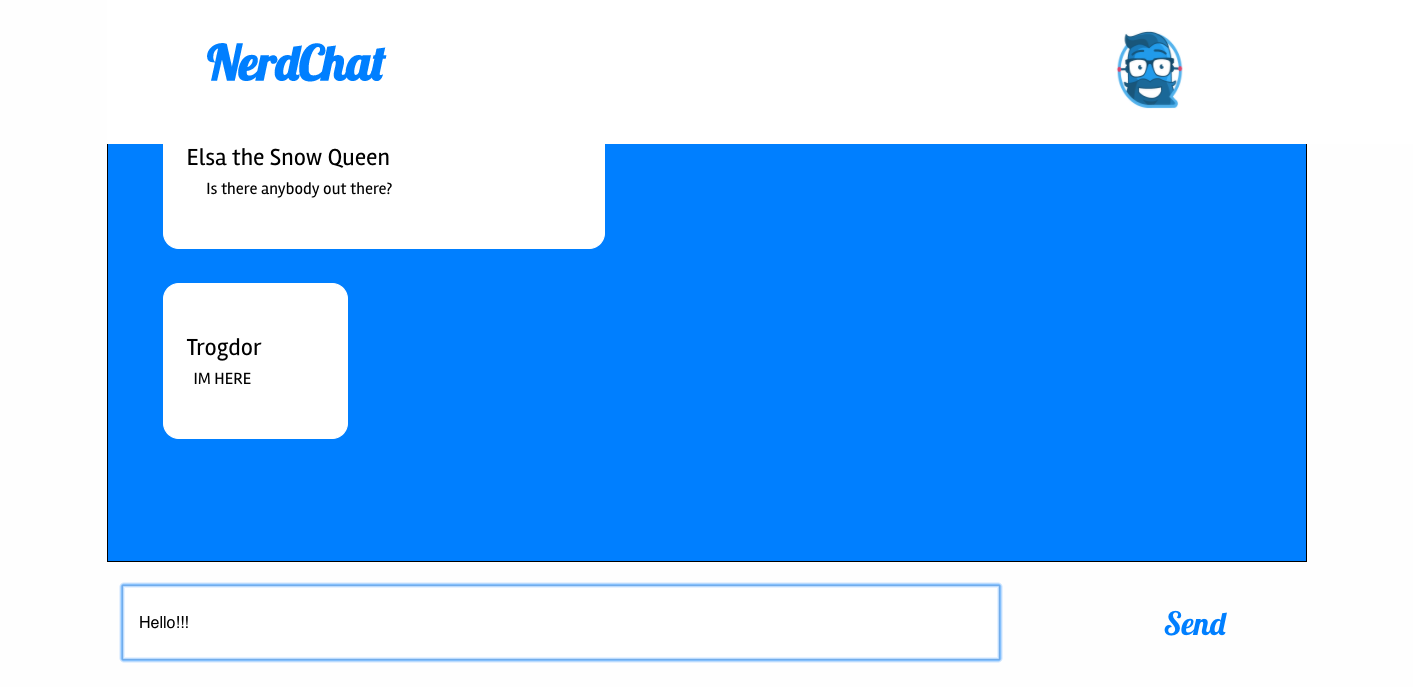 NerdChat
Elsa the Snow Queen
Is there anybody out there?
Trogdor
IM HERE
Hello!!!
Send